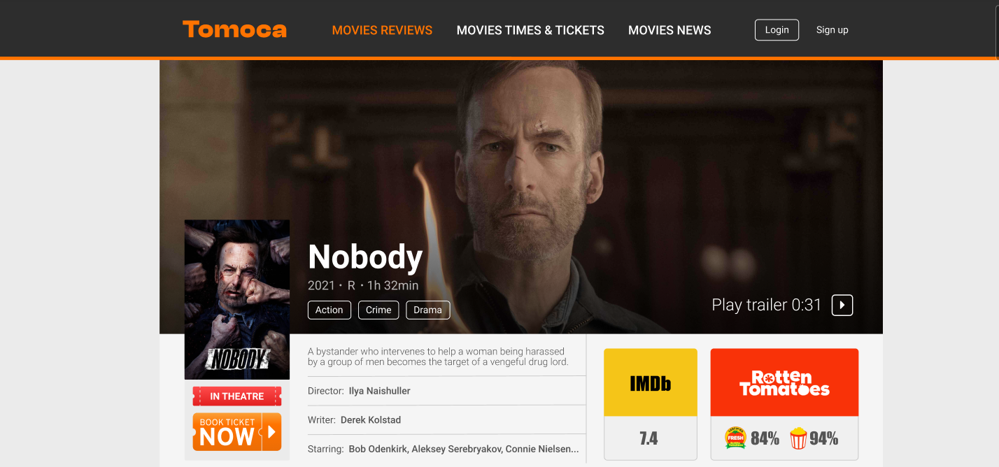 Tomoca
MOVIES REVIEWS
MOVIES TIMES & TICKETS
MOVIES NEWS
Login
Sign up
Nobody
2021 · R · 1h 32min
Action
Crime
Drama
Play trailer 0:31
NOBODY
IN THEATRE
BOOK TICKET
NOW
A bystander who intervenes to help a woman being harassed
by a group of men becomes the target of a vengeful drug lord.
Director: Ilya Naishuller
Writer: Derek Kolstad
Starring: Bob Odenkirk, Aleksey Serebryakov, Connie Nielsen...
IMDb
7.4
Rotten
Tomatoes
CERTIFIED
FRESH
84%
94%